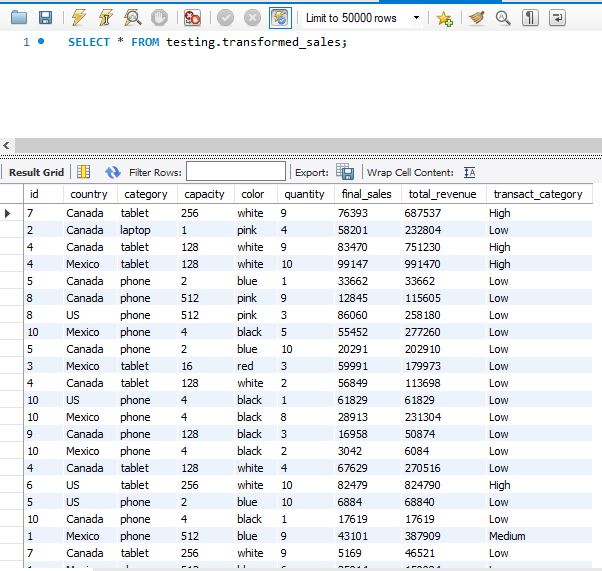 Limit to 50000 rows
1 SELECT * FROM testing.transformed_sales;
Result Grid Filter Rows: Export: Wrap Cell Content: IA
id country category capacity color quantity final_sales total_revenue transact_category
7 Canada tablet 256 white 9 76393 687537 High
2 Canada laptop 1 pink 4 58201 232804 Low
4 Canada tablet 128 white 9 83470 751230 High
4 Mexico tablet 128 white 10 99147 991470 High
5 Canada phone 2 blue 1 33662 33662 Low
8 Canada phone 512 pink 9 12845 115605 Low
8 US phone 512 pink 3 86060 258180 Low
10 Mexico phone 4 black 5 55452 277260 Low
5 Canada phone 2 blue 10 20291 202910 Low
3 Mexico tablet 16 red 3 59991 179973 Low
4 Canada tablet 128 white 2 56849 113698 Low
10 US phone 4 black 1 61829 61829 Low
10 Mexico phone 4 black 8 28913 231304 Low
9 Canada phone 128 black 3 16958 50874 Low
10 Mexico phone 4 black 2 3042 6084 Low
4 Canada tablet 128 white 4 67629 270516 Low
6 US tablet 256 white 10 82479 824790 High
5 US phone 2 blue 10 6884 68840 Low
10 Canada phone 4 black 1 17619 17619 Low
1 Mexico phone 512 blue 9 43101 387909 Medium
7 Canada tablet 256 white 9 5169 46521 Low